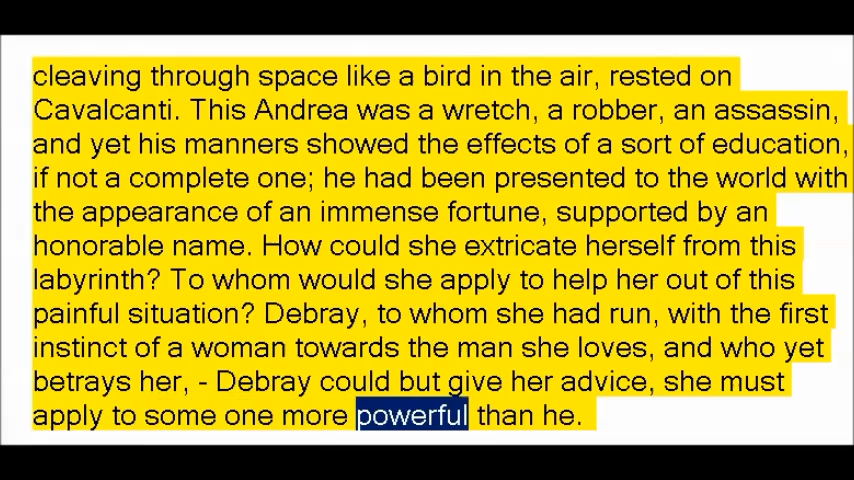 cleaving through space like a bird in the air, rested on
Cavalcanti. This Andrea was a wretch, a robber, an assassin,
and yet his manners showed the effects of a sort of education,
if not a complete one; he had been presented to the world with
the appearance of an immense fortune, supported by an
honorable name. How could she extricate herself from this
labyrinth? To whom would she apply to help her out of this
painful situation? Debray, to whom she had run, with the first
instinct of a woman towards the man she loves, and who yet
betrays her, - Debray could but give her advice, she must
apply to some one more powerful than he.